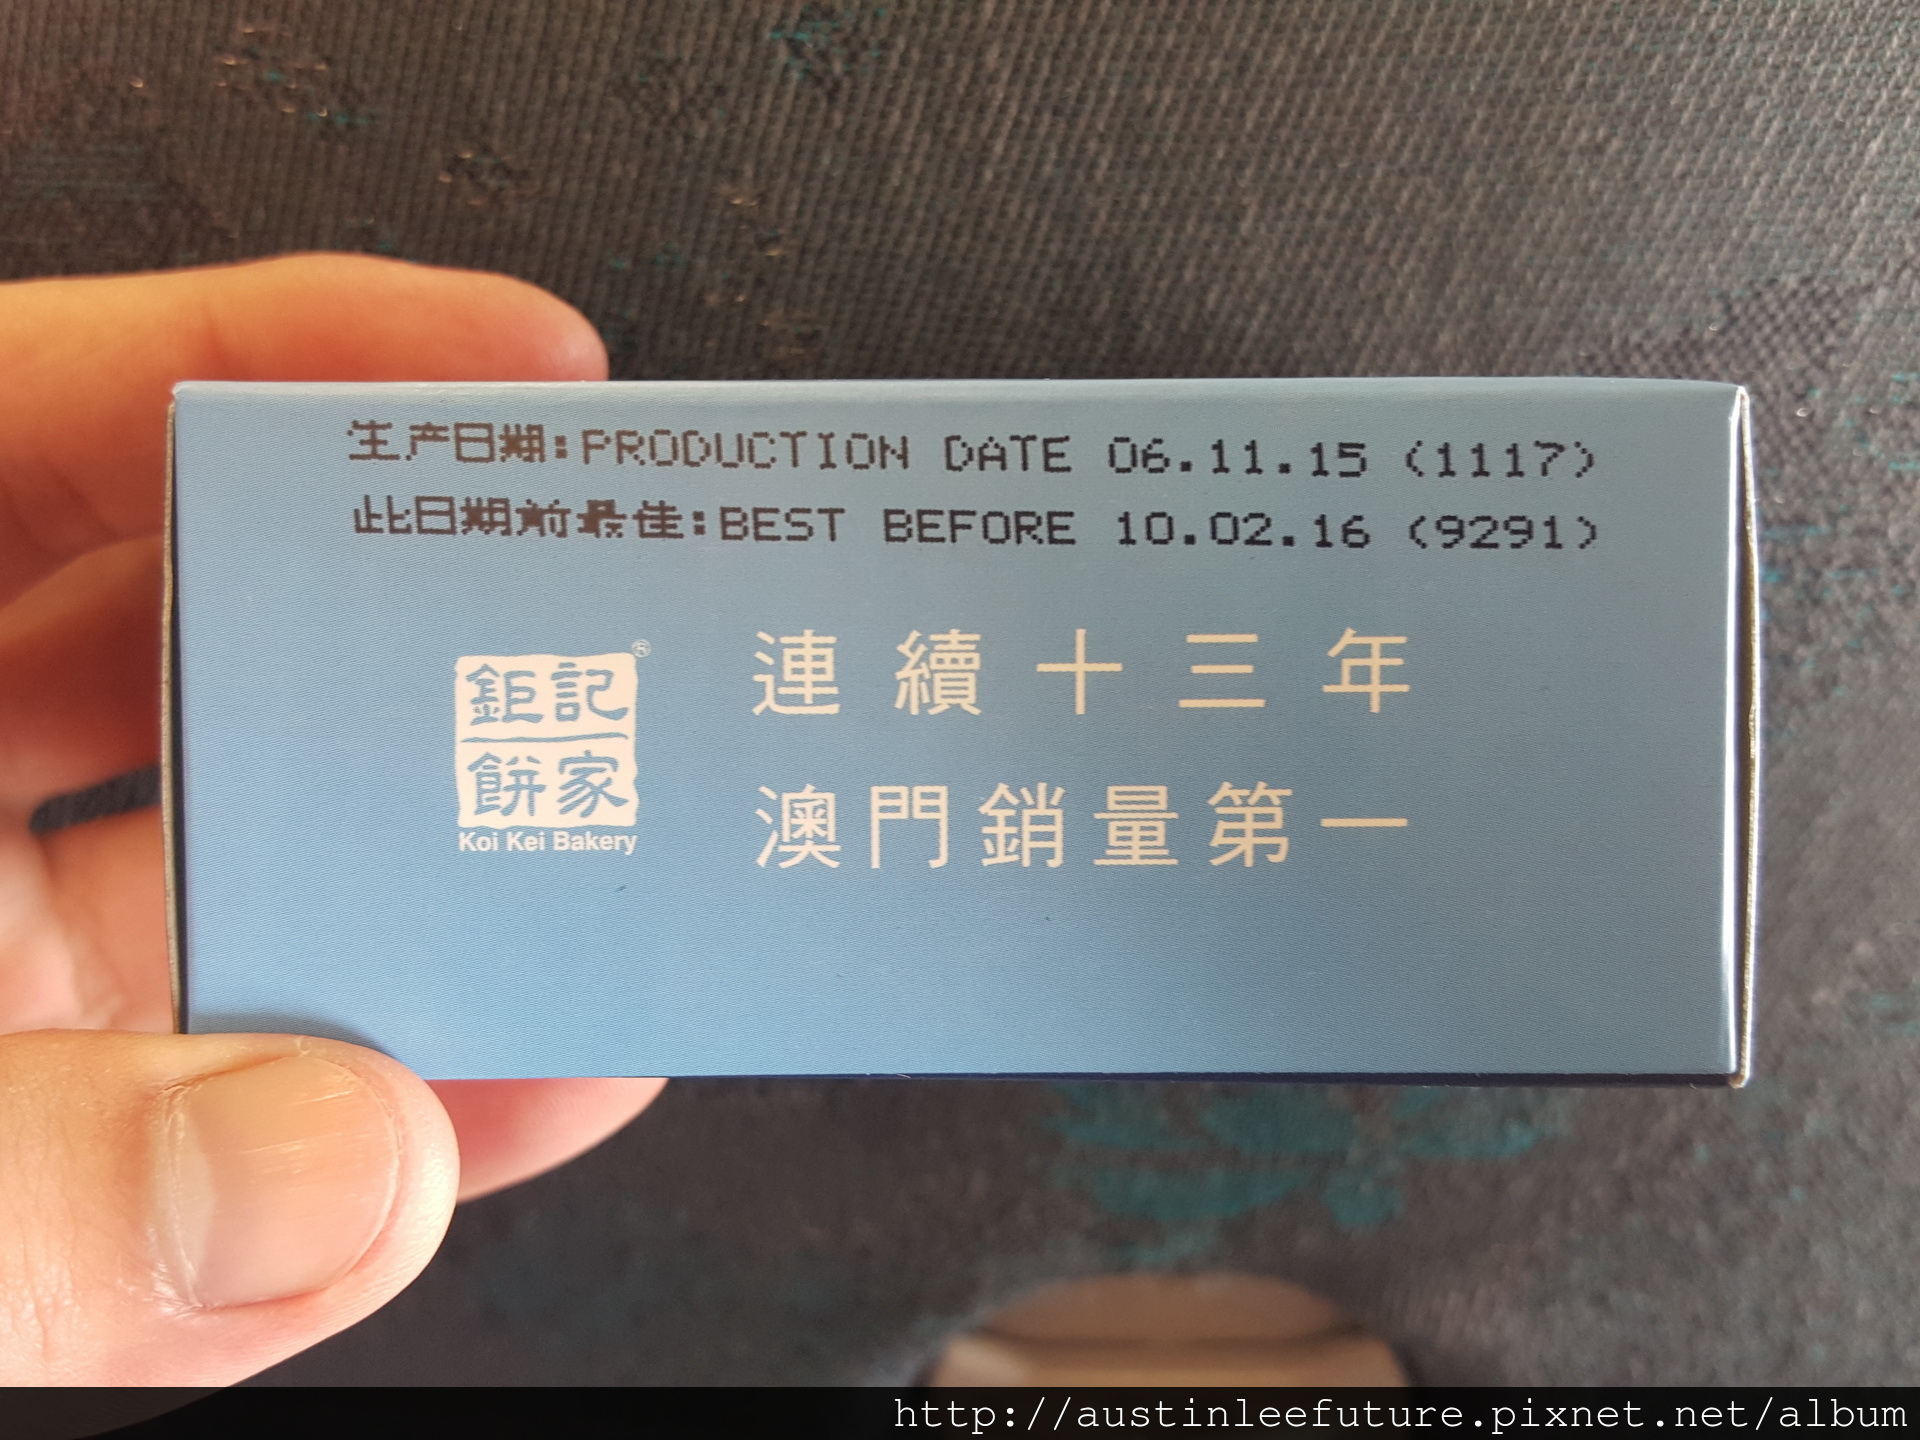 生产日期:PRODUCTION DATE 06.11.15 (1117)
此日期前最佳:BEST BEFORE 10.02.16 (9291)
鉅記®
餅家
Koi Kei Bakery
連續十三年
澳門銷量第一
http://austinleefuture.pixnet.net/album